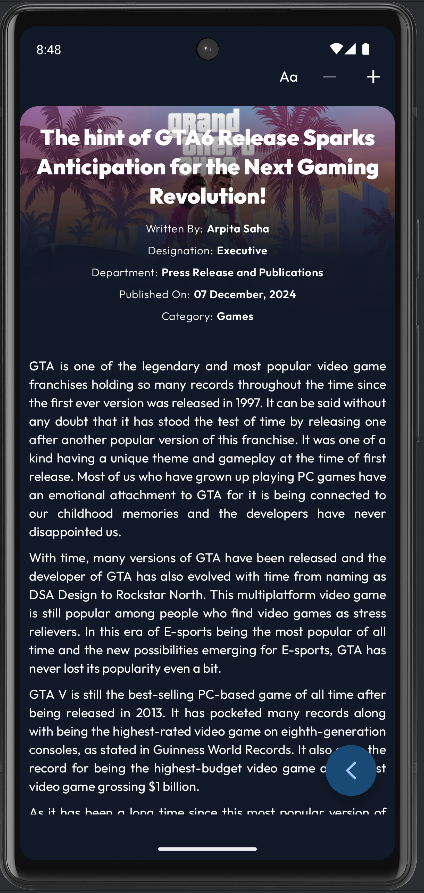 8:48
Aa
GRAND
The hint of GTA6 Release Sparks
Anticipation for the Next Gaming
Revolution!
Written By: Arpita Saha
Designation: Executive
Department: Press Release and Publications
Published On: 07 December, 2024
Category: Games
GTA is one of the legendary and most popular video game
franchises holding so many records throughout the time since
the first ever version was released in 1997. It can be said without
any doubt that it has stood the test of time by releasing one
after another popular version of this franchise. It was one of a
kind having a unique theme and gameplay at the time of first
release. Most of us who have grown up playing PC games have
an emotional attachment to GTA for it is being connected to
our childhood memories and the developers have never
disappointed us.
With time, many versions of GTA have been released and the
developer of GTA has also evolved with time from naming as
DSA Design to Rockstar North. This multiplatform video game
is still popular among people who find video games as stress
relievers. In this era of E-sports being the most popular of all
time and the new possibilities emerging for E-sports, GTA has
never lost its popularity even a bit.
GTA V is still the best-selling PC-based game of all time after
being released in 2013. It has pocketed many records along
with being the highest-rated video game on eighth-generation
consoles, as stated in Guinness World Records. It also the
record for being the highest-budget video game
video game grossing $1 billion.
As it has been a long time since this most popular version of